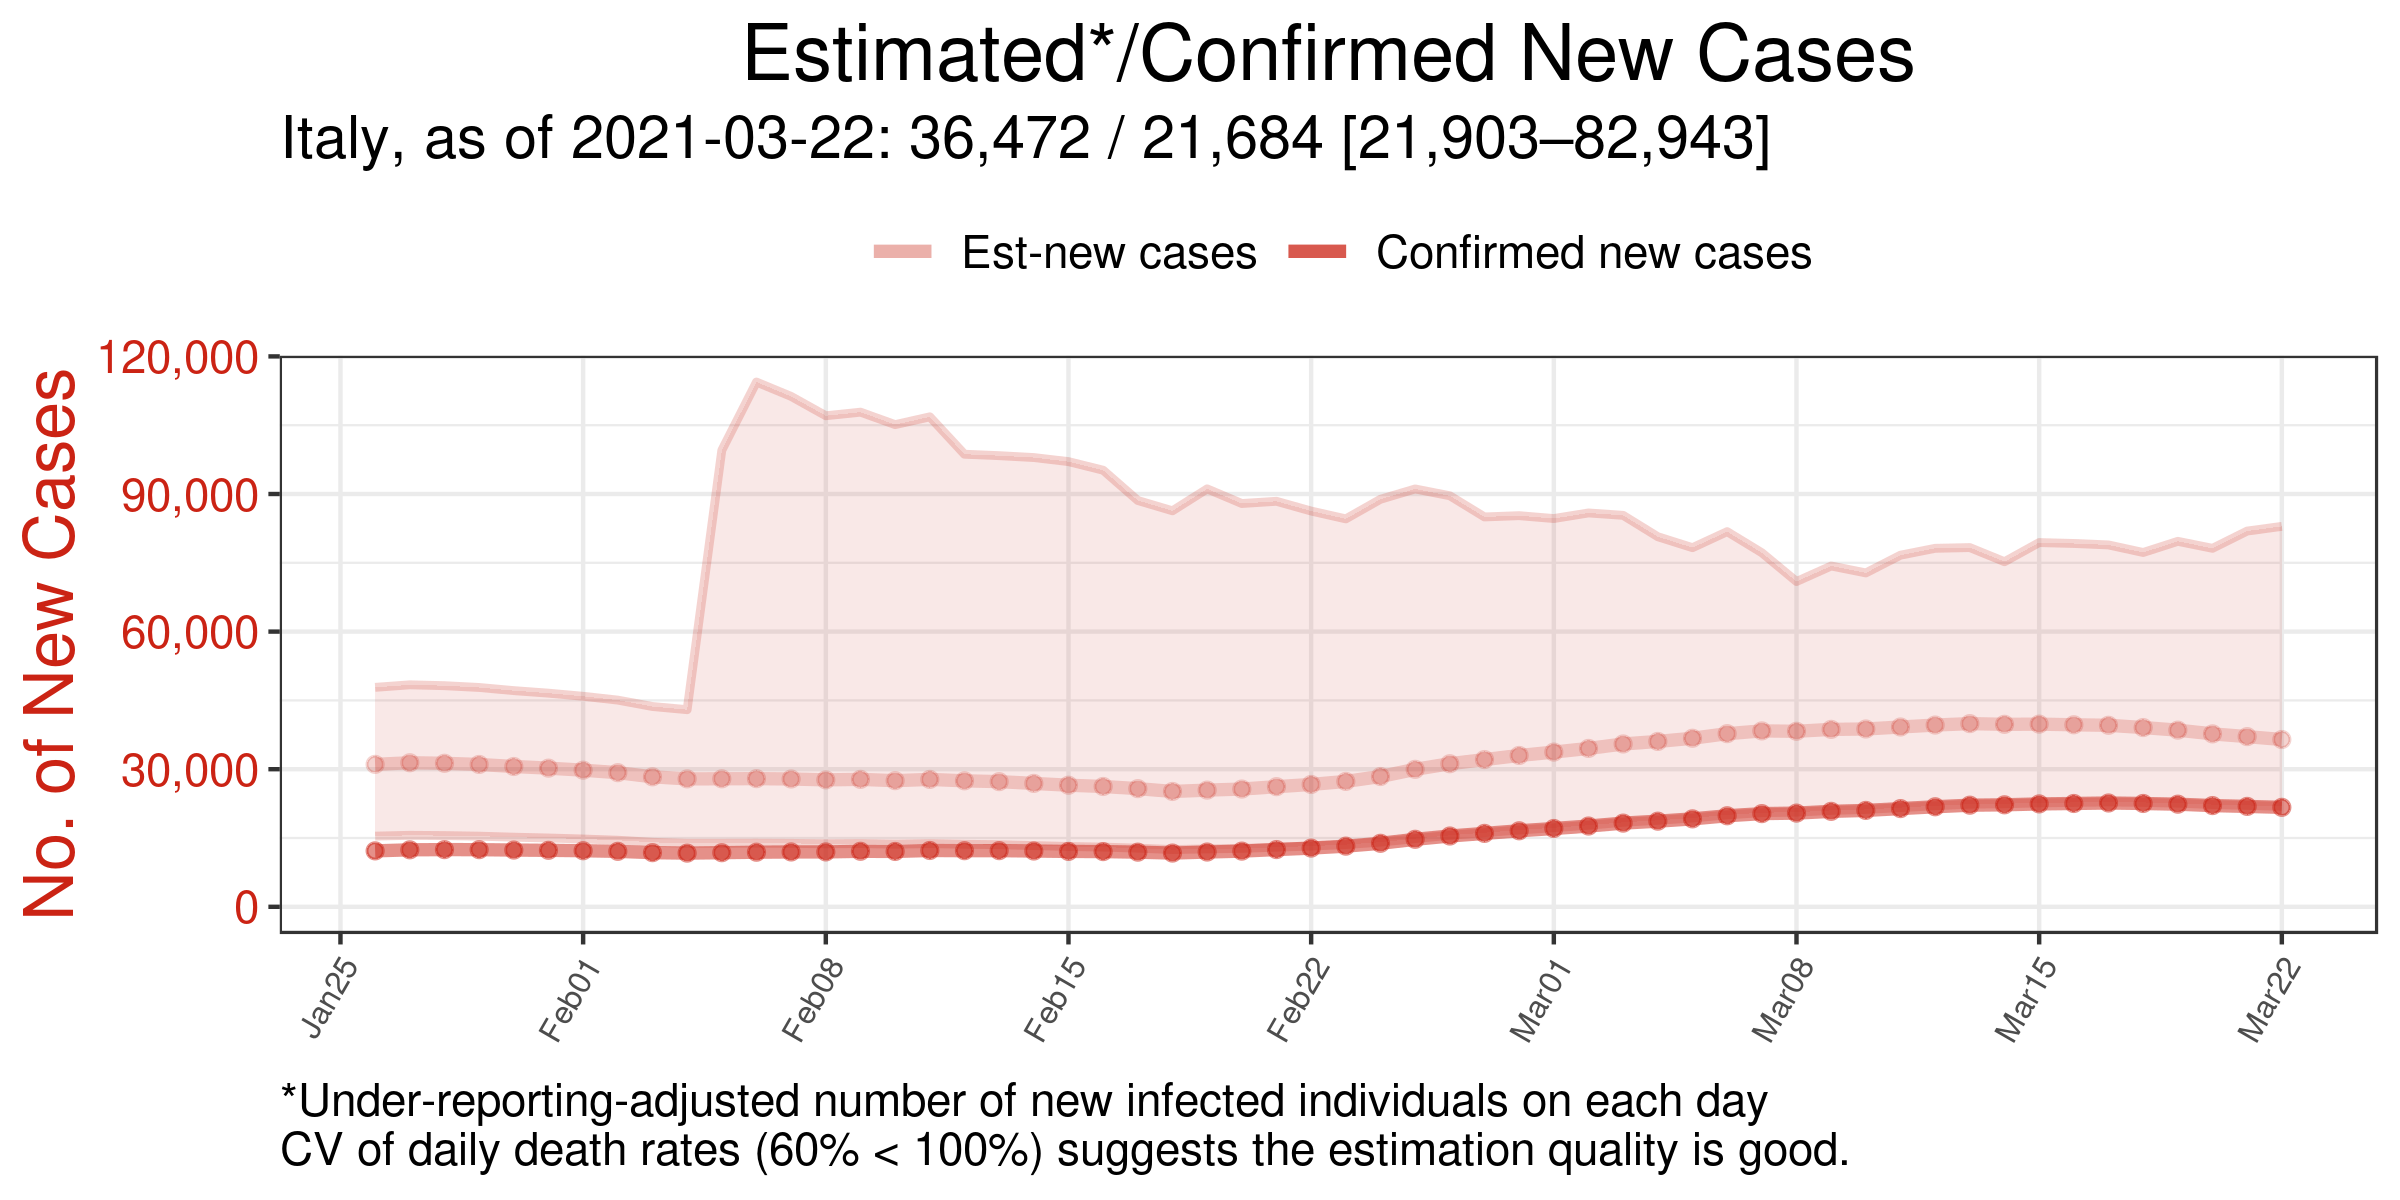 Estimated*/Confirmed New Cases
Italy, as of 2021-03-22: 36,472 / 21,684 [21,903–82,943]
Est-new cases Confirmed new cases
No. of New Cases
120,000
90,000
60,000
30,000
0
Jan25 Feb01 Feb08 Feb15 Feb22 Mar01 Mar08 Mar15 Mar22
*Under-reporting-adjusted number of new infected individuals on each day
CV of daily death rates (60% < 100%) suggests the estimation quality is good.